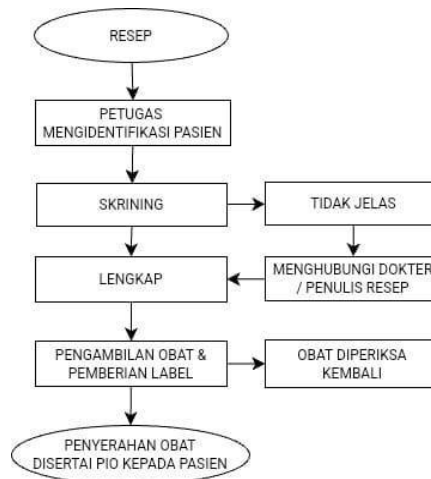 RESEP
PETUGAS
MENGIDENTIFIKASI PASIEN
SKRINING
TIDAK JELAS
LENGKAP
MENGHUBUNGI DOKTER
/ PENULIS RESEP
PENGAMBILAN OBAT &
PEMBERIAN LABEL
OBAT DIPERIKSA
KEMBALI
PENYERAHAN OBAT
DISERTAI PIO KEPADA PASIEN